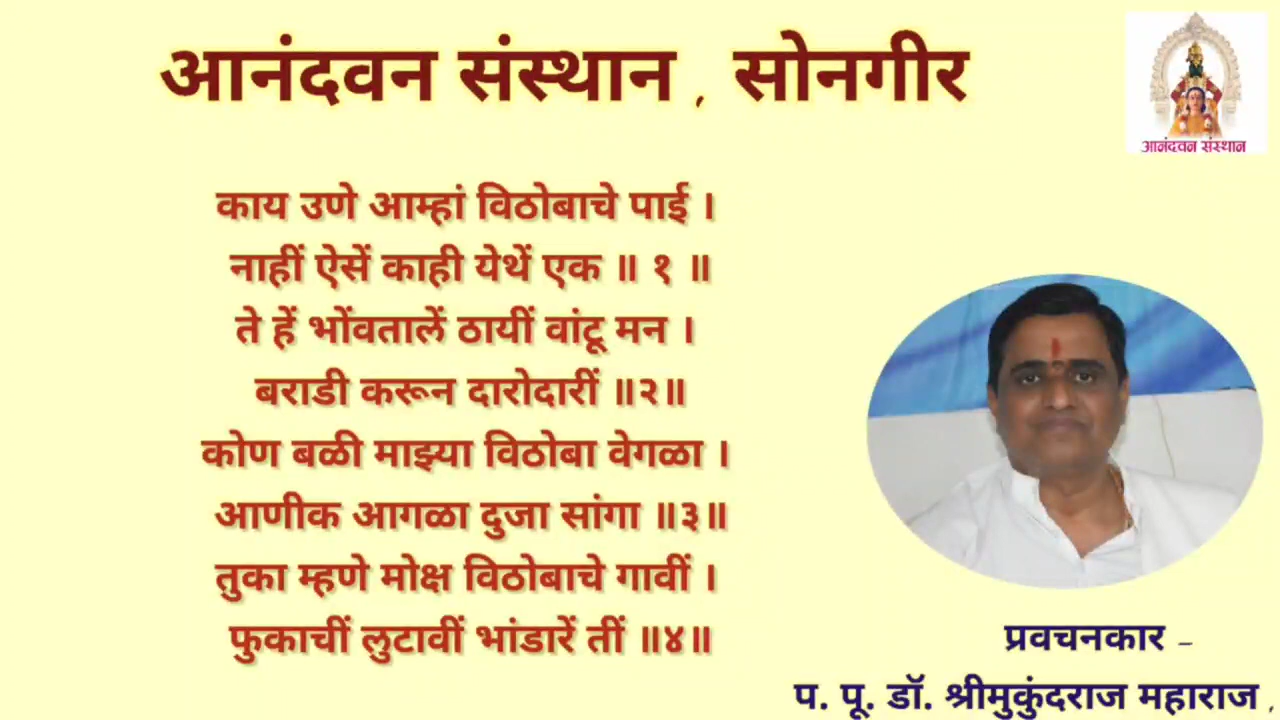 आनंदवन संस्थान , सोनगीर
आनंदवन संस्थान
काय उणे आम्हां विठोबाचे पाई ।
नाहीं ऐसें काही येथें एक ॥ १ ॥
ते हें भोंवतालें ठायीं वांटू मन ।
बराडी करून दारोदारीं ॥२॥
कोण बळी माझ्या विठोबा वेगळा ।
आणीक आगळा दुजा सांगा ॥३॥
तुका म्हणे मोक्ष विठोबाचे गावीं ।
फुकाचीं लुटावीं भांडारें तीं ॥४॥
प्रवचनकार –
प. पू. डॉ. श्रीमुकुंदराज महाराज ,